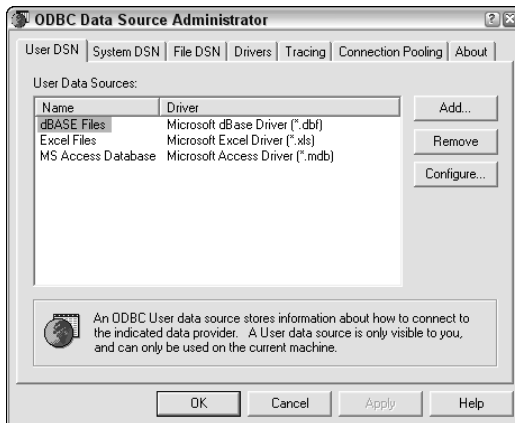 ODBC Data Source Administrator
User DSN System DSN File DSN Drivers Tracing Connection Pooling About
User Data Sources:
Name Driver Add...
dBASE Files Microsoft dBase Driver (*.dbf)
Excel Files Microsoft Excel Driver (*.xls) Remove
MS Access Database Microsoft Access Driver (*.mdb)
Configure...
An ODBC User data source stores information about how to connect to
the indicated data provider. A User data source is only visible to you,
and can only be used on the current machine.
OK Cancel Apply Help